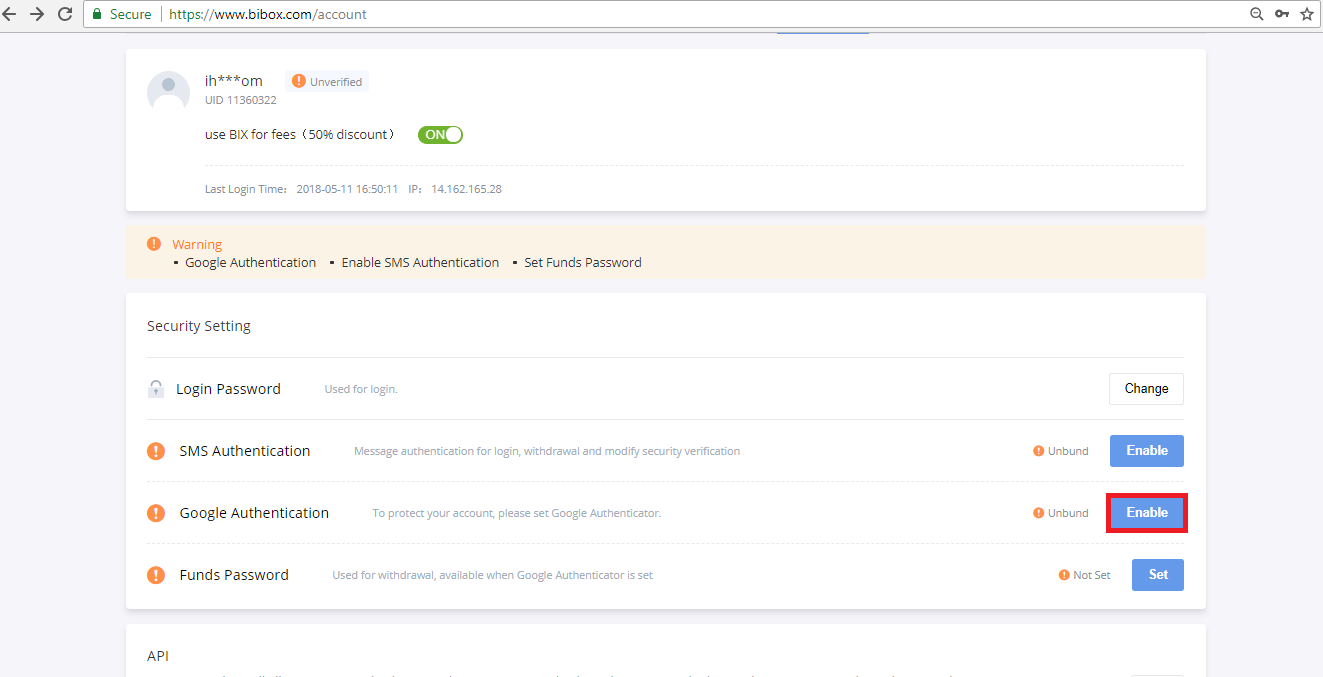 Secure https://www.bibox.com/account
ih***om Unverified
UID 11360322
use BIX for fees（50% discount） ON
Last Login Time： 2018-05-11 16:50:11 IP： 14.162.165.28
Warning
• Google Authentication • Enable SMS Authentication • Set Funds Password
Security Setting
Login Password Used for login. Change
SMS Authentication Message authentication for login, withdrawal and modify security verification Unbund Enable
Google Authentication To protect your account, please set Google Authenticator. Unbund Enable
Funds Password Used for withdrawal, available when Google Authenticator is set Not Set Set
API